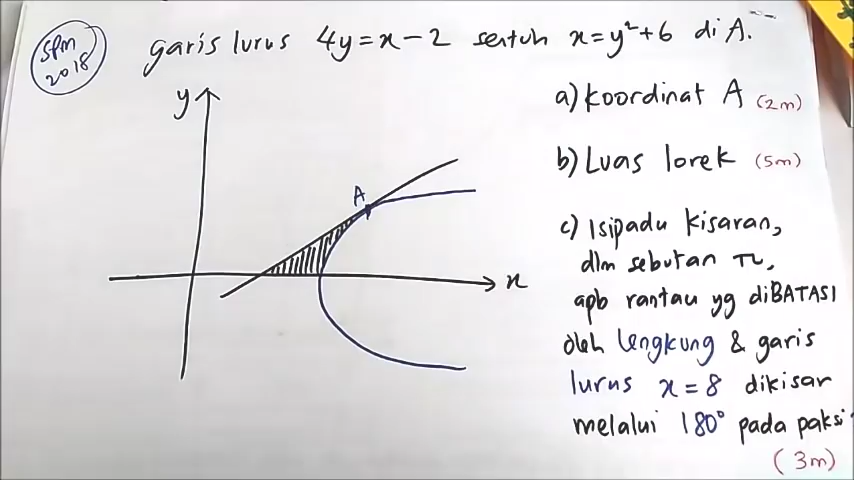 spm
2018
garis lurus 4y=x-2 sentuh x=y²+6 di A.
y
A
x
a) koordinat A (2m)
b) Luas lorek (5m)
c) Isipadu kisaran,
dlm sebutan π,
apb rantau yg diBATASI
oleh lengkung & garis
lurus x=8 dikisar
melalui 180° pada paksi
(3m)